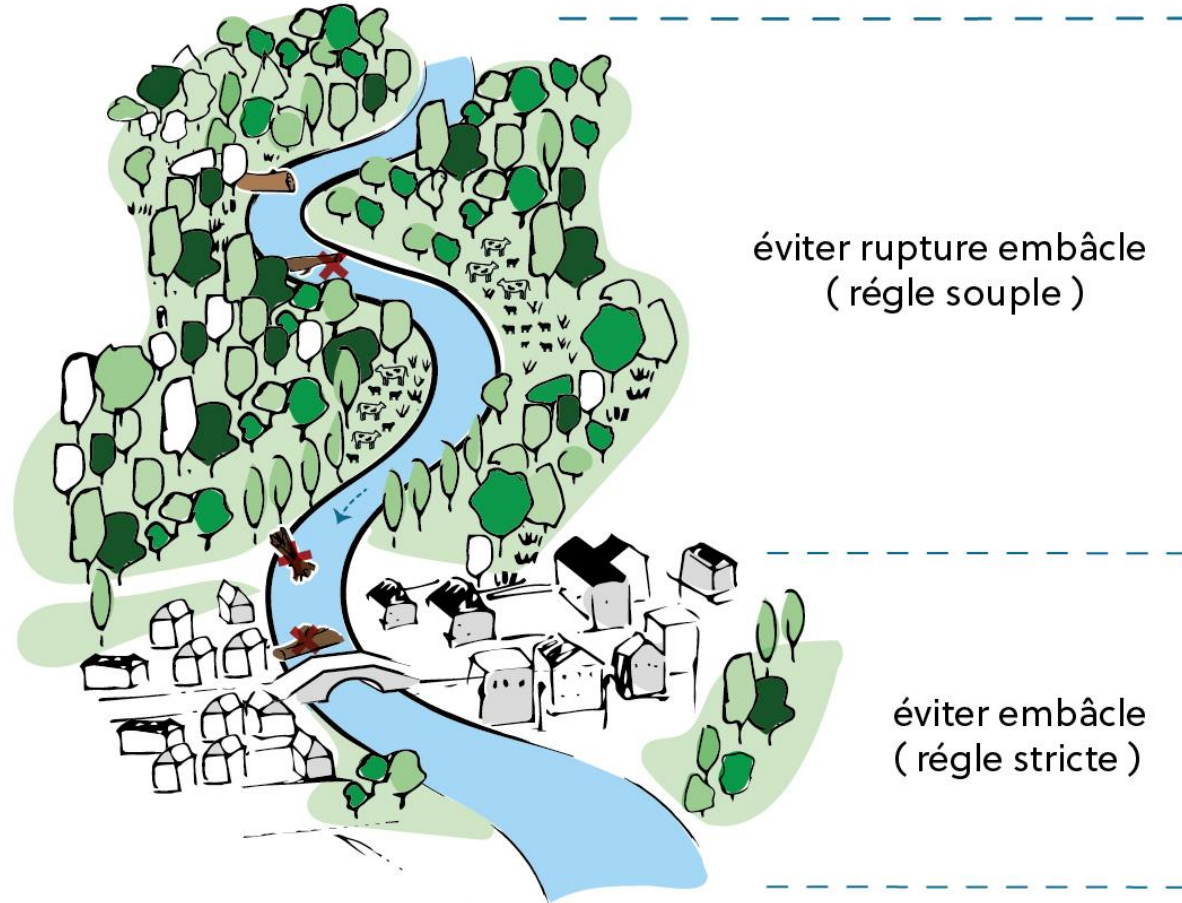 éviter rupture embâcle
( régle souple )
éviter embâcle
( régle stricte )